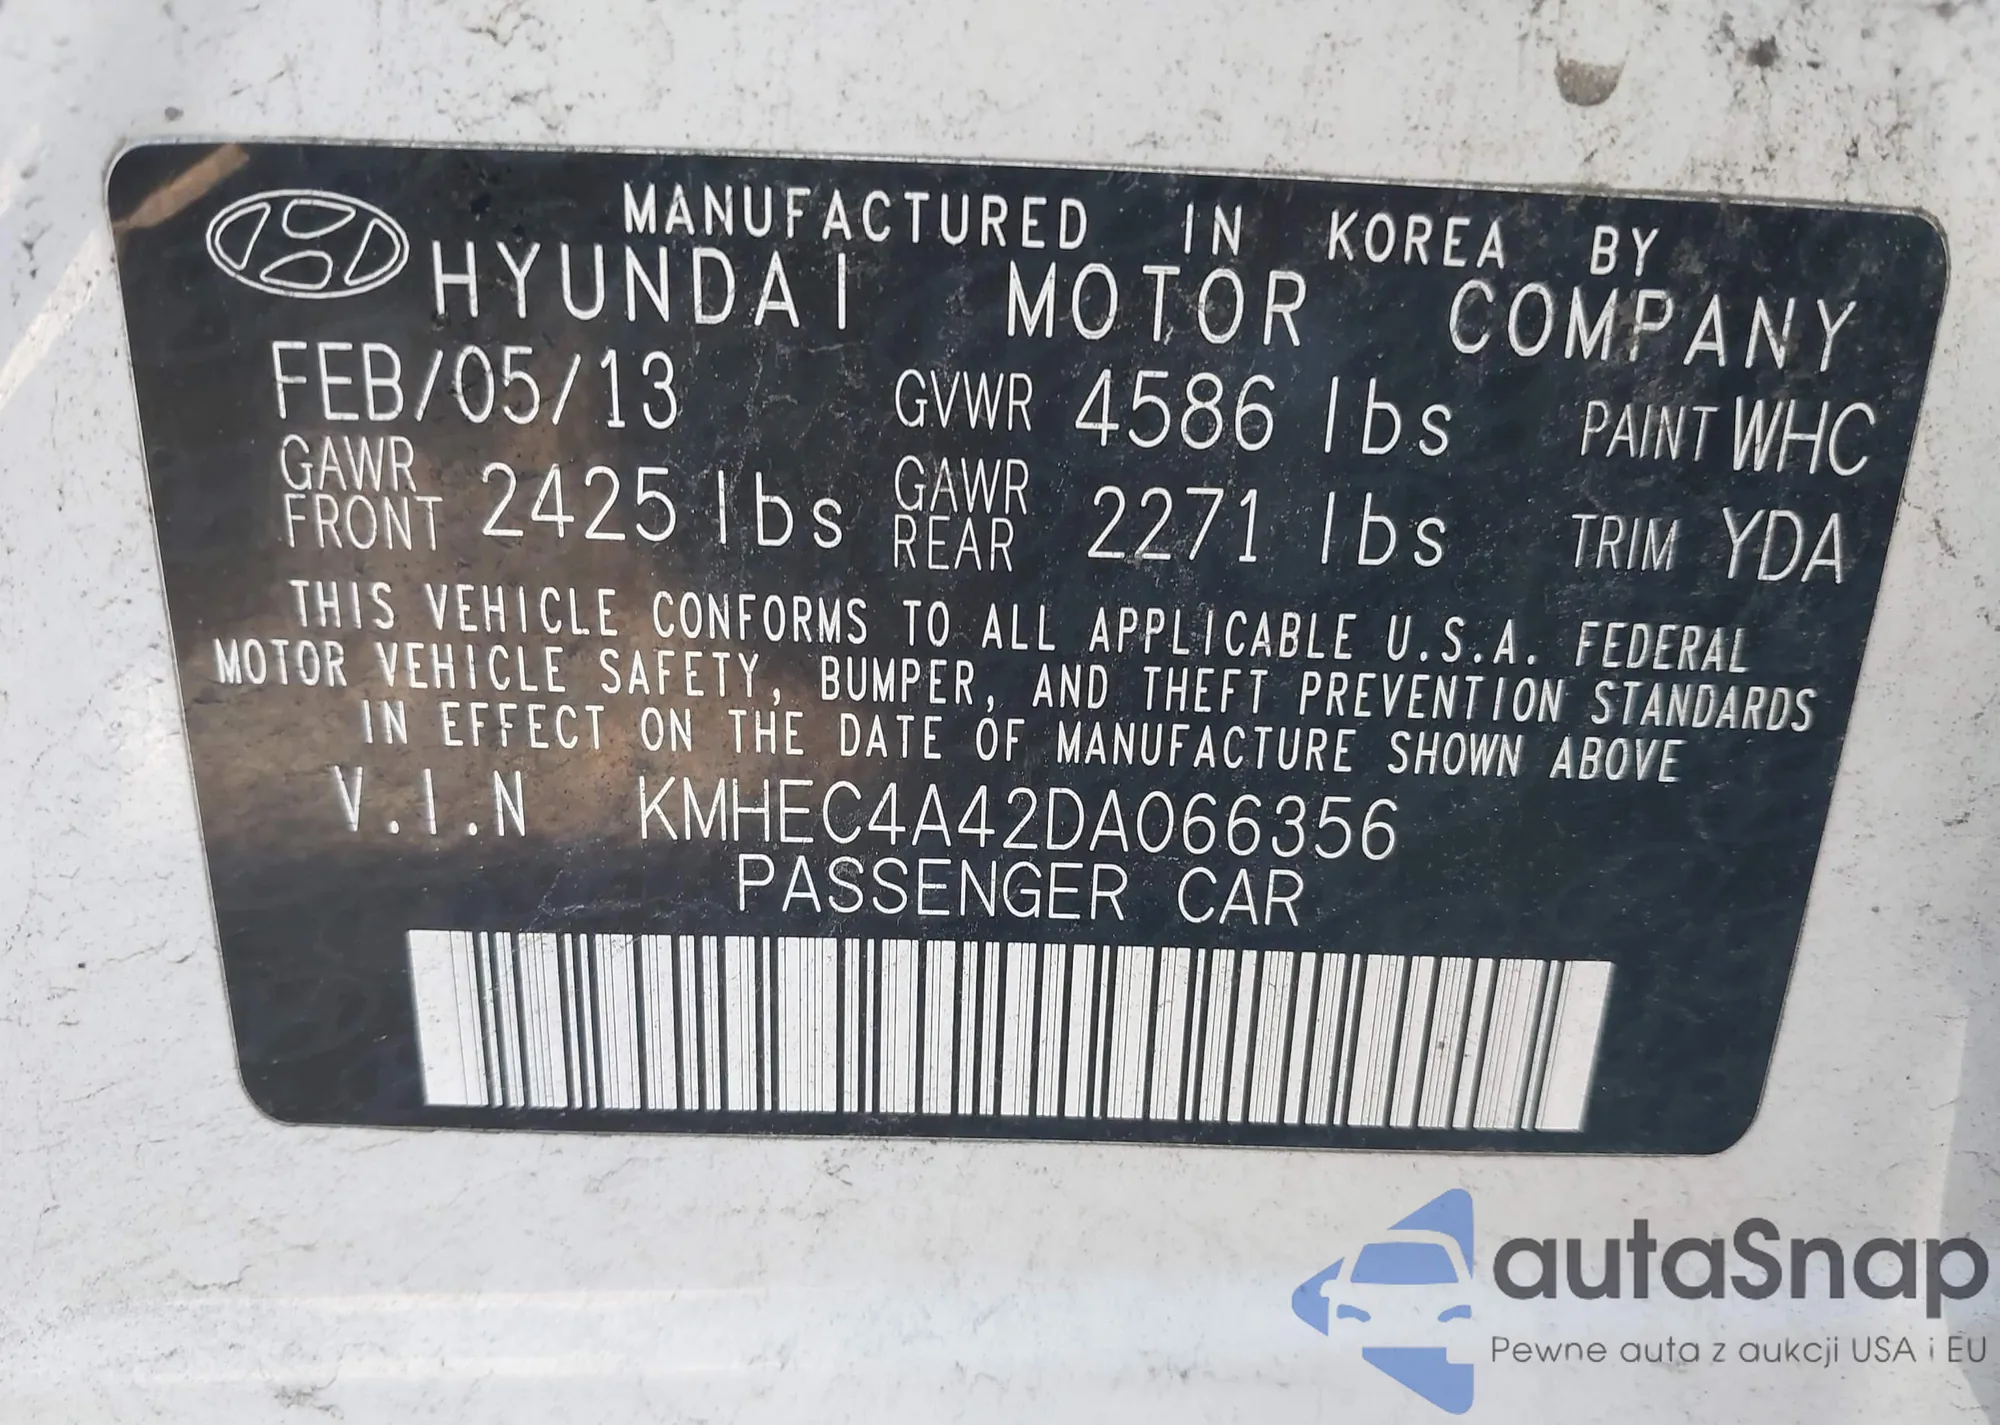 MANUFACTURED IN KOREA BY
HYUNDAI MOTOR COMPANY
FEB/05/13 GVWR 4586 lbs PAINT WHC
GAWR FRONT 2425 lbs GAWR REAR 2271 lbs TRIM YDA
THIS VEHICLE CONFORMS TO ALL APPLICABLE U.S.A. FEDERAL
MOTOR VEHICLE SAFETY, BUMPER, AND THEFT PREVENTION STANDARDS
IN EFFECT ON THE DATE OF MANUFACTURE SHOWN ABOVE
V.I.N KMHEC4A42DA066356
PASSENGER CAR
autaSnap
Pewne auta z aukcji USA i EU